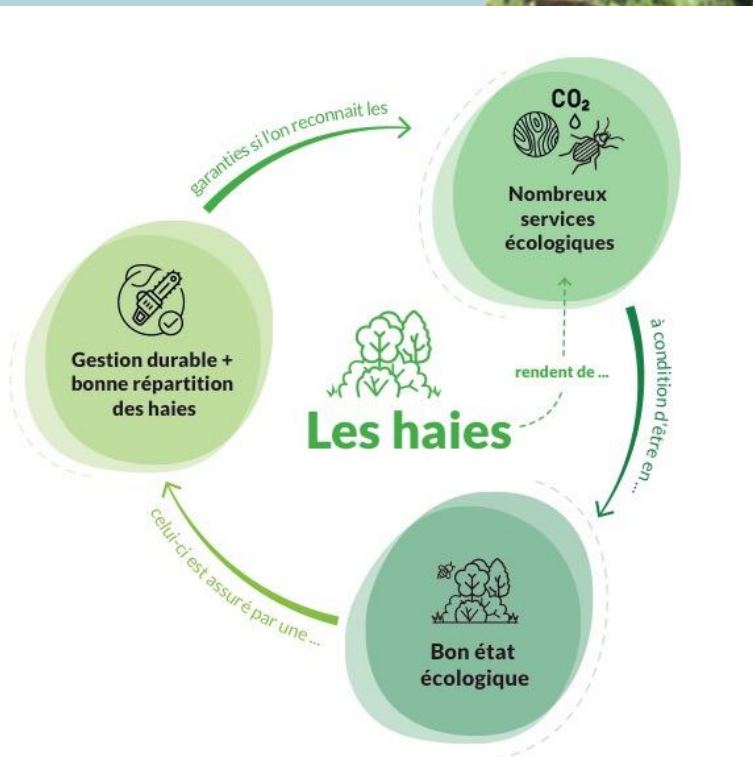 garanties si l'on reconnait les
CO₂
Nombreux
services
écologiques
Gestion durable +
bonne répartition
des haies
rendent de ...
Les haies
à condition d'être en ...
celui-ci est assuré par une ...
Bon état
écologique